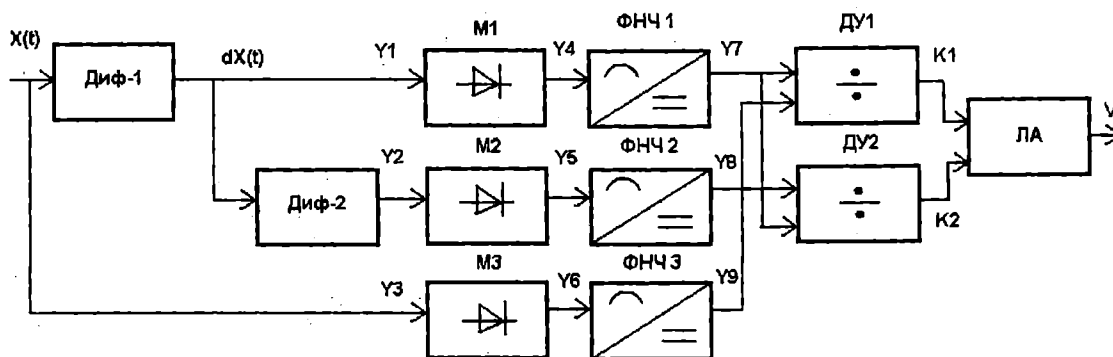 M1 ФНЧ 1 ДУ1
X(t) dX(t) Y1 Y4 Y7 K1
Диф-1
ЛА V
M2 ФНЧ 2 ДУ2
Y2 Y5 Y8
Диф-2 K2
M3 ФНЧ 3
Y3 Y6 Y9